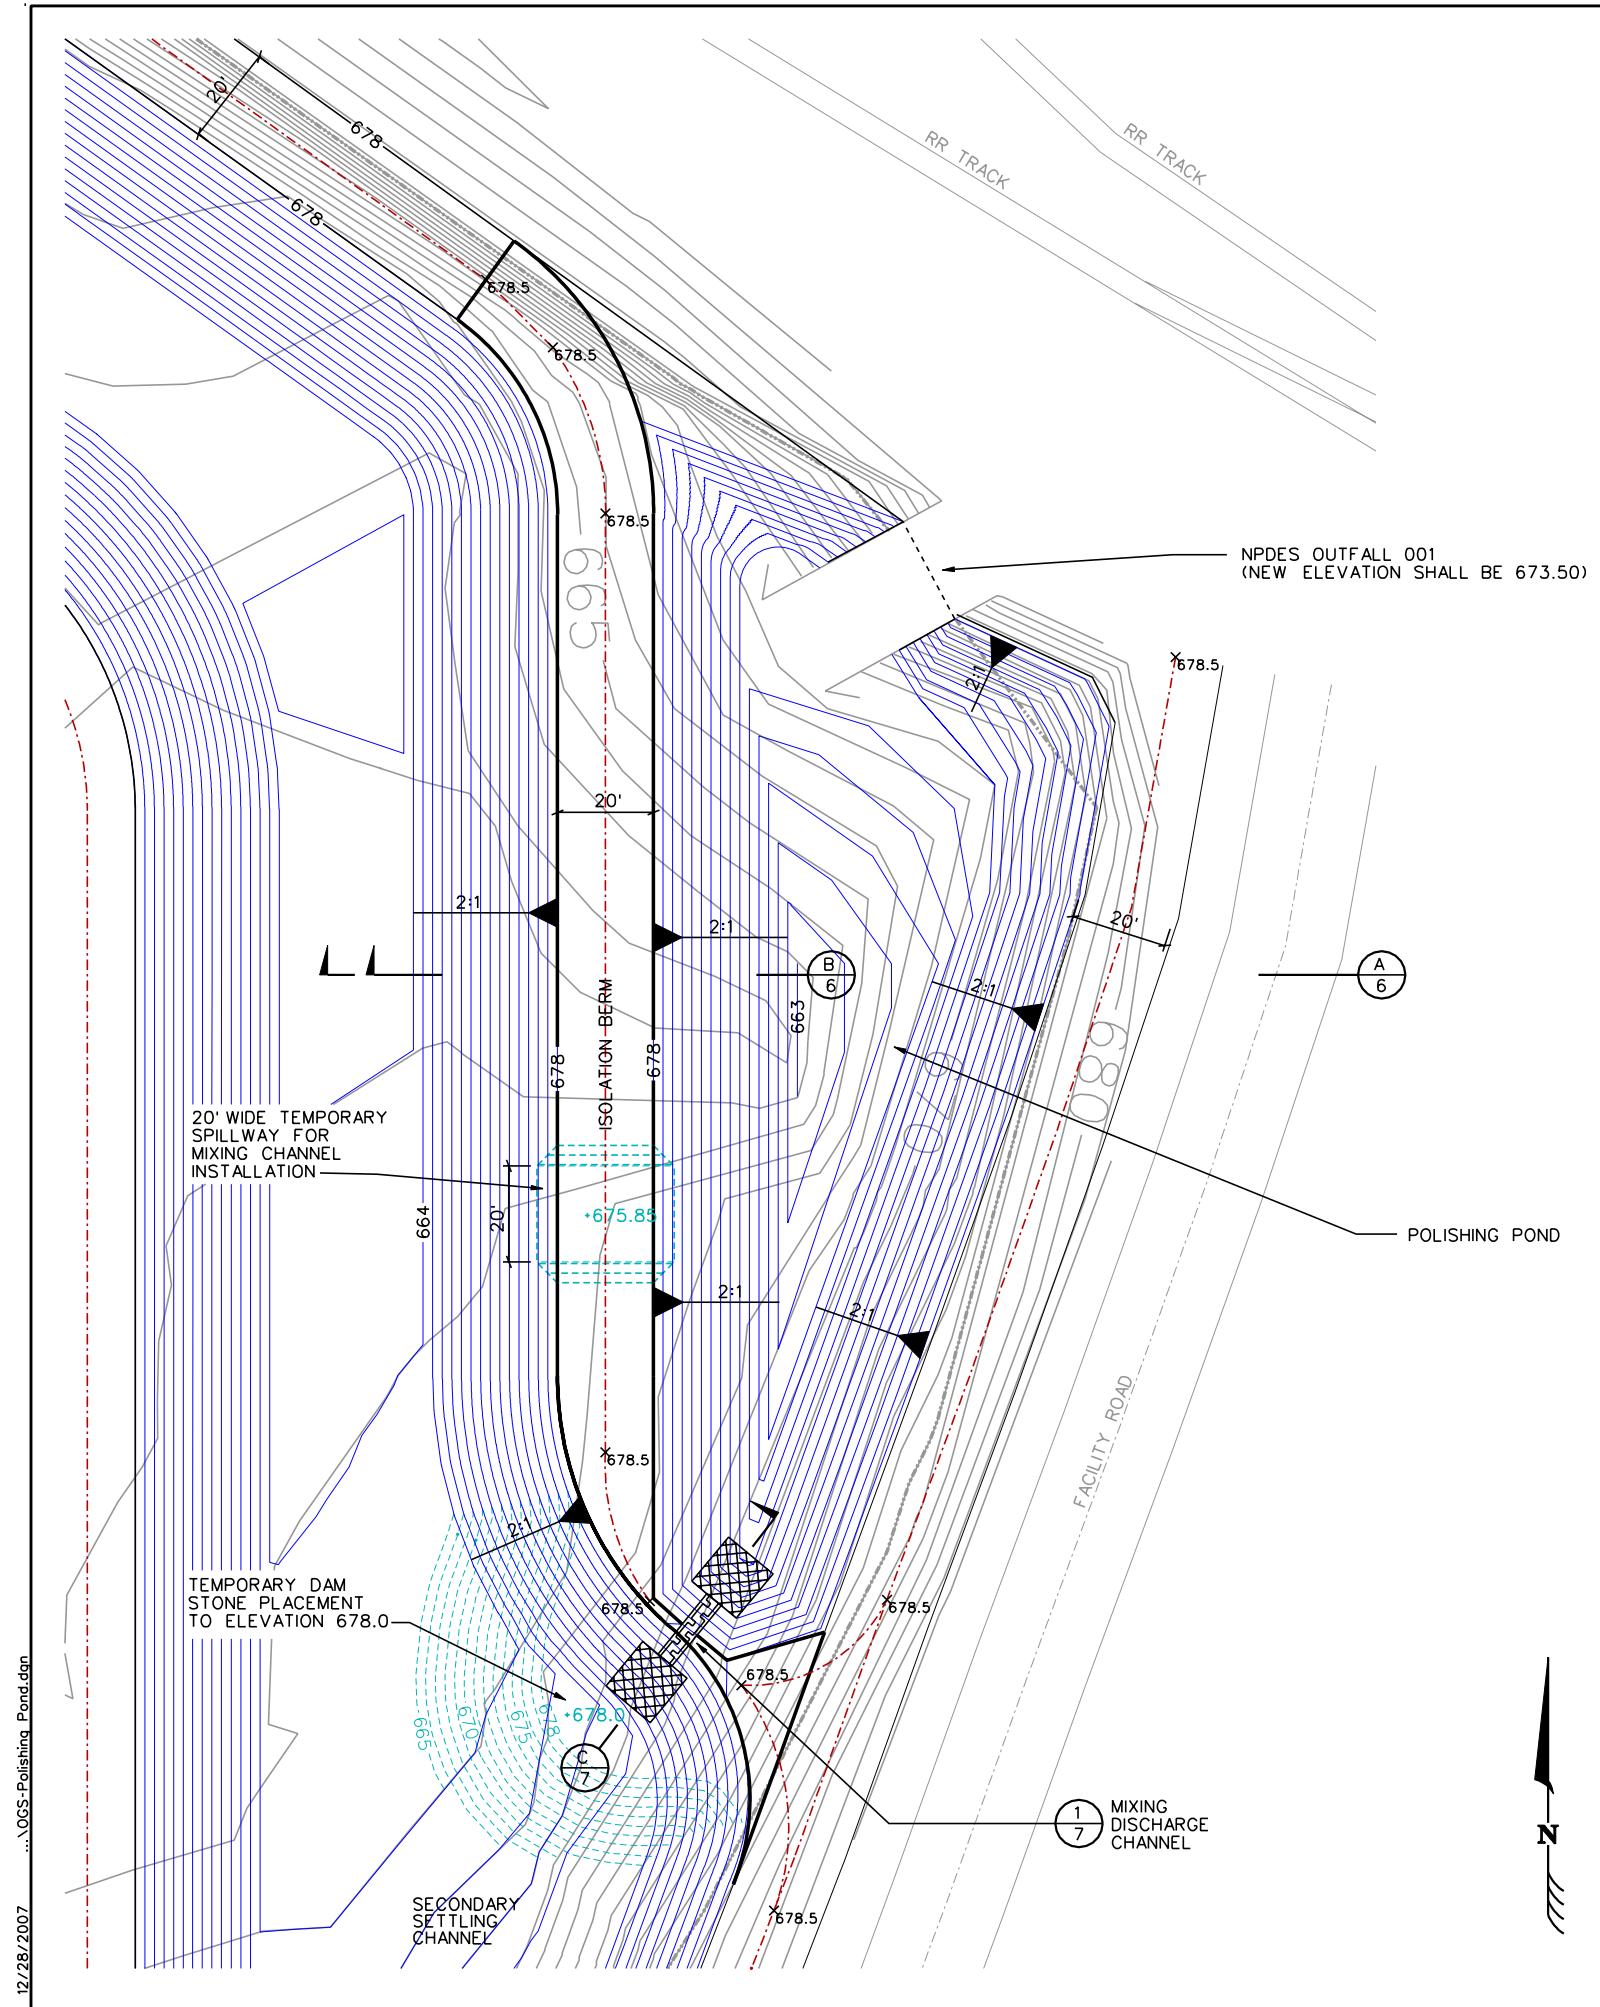 20'
678
678
RR TRACK
RR TRACK
678.5
678.5
678.5
665
NPDES OUTFALL 001
(NEW ELEVATION SHALL BE 673.50)
2:1
678.5
20'
2:1
2:1
20'
B
6
A
6
2:1
663
ISOLATION BERM
678
678
670
680
20' WIDE TEMPORARY
SPILLWAY FOR
MIXING CHANNEL
INSTALLATION
664
20'
675.85
POLISHING POND
2:1
2:1
FACILITY ROAD
678.5
2:1
TEMPORARY DAM
STONE PLACEMENT
TO ELEVATION 678.0
678.5
678.5
678.5
678.0
665
670
675
678
C
7
1
7
MIXING
DISCHARGE
CHANNEL
N
SECONDARY
SETTLING
CHANNEL
678.5
12/28/2007 ...\OGS-Polishing Pond.dgn